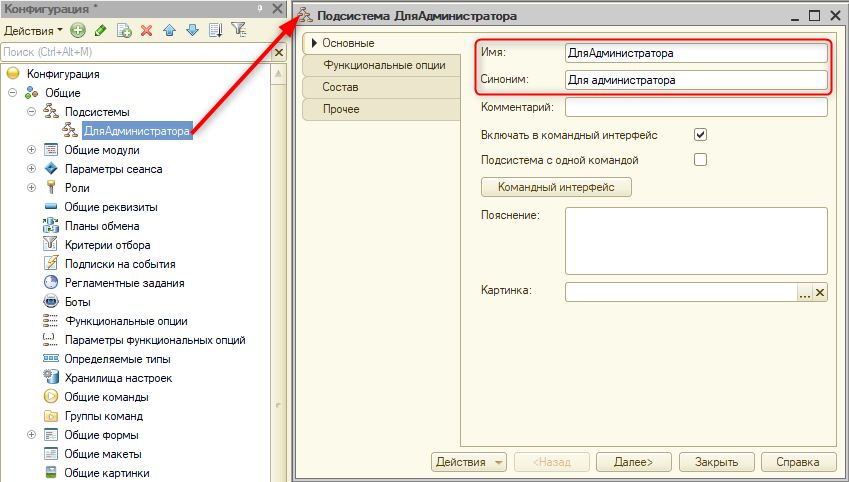 Конфигурация *
Действия
Поиск (Ctrl+Alt+M)
Конфигурация
Общие
Подсистемы
ДляАдминистратора
Общие модули
Параметры сеанса
Роли
Общие реквизиты
Планы обмена
Критерии отбора
Подписки на события
Регламентные задания
Боты
Функциональные опции
Параметры функциональных опций
Определяемые типы
Хранилища настроек
Общие команды
Группы команд
Общие формы
Общие макеты
Общие картинки
Подсистема ДляАдминистратора
Основные
Функциональные опции
Состав
Прочее
Имя: ДляАдминистратора
Синоним: Для администратора
Комментарий:
Включать в командный интерфейс
Подсистема с одной командой
Командный интерфейс
Пояснение:
Картинка: ...
Действия <Назад Далее> Закрыть Справка